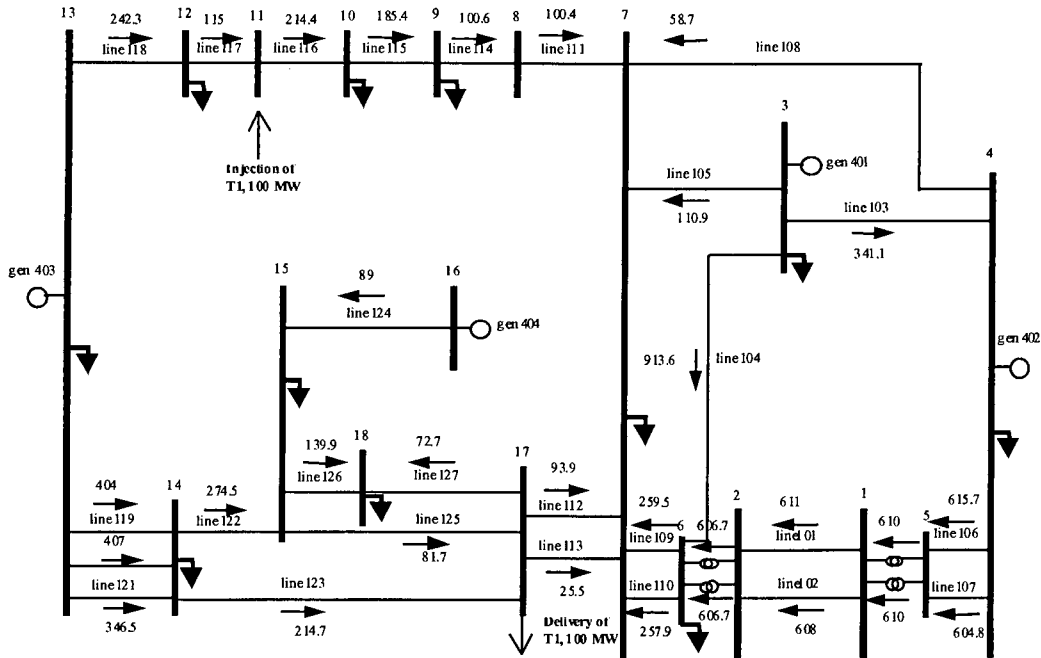 13 242.3 12 115 11 214.4 10 185.4 9 100.6 8 100.4 7 58.7
line 118 line 117 line 116 line 115 line 114 line 111 line 108
3
4
Injection of
T1, 100 MW
gen 401
line 105
110.9
line 103
341.1
gen 403
15 89 16
line 124
gen 404
gen 402
913.6 line 104
139.9 18 72.7 17
line 126 line 127
93.9
line 112
404 14 274.5
line 119 line 122 line 125
81.7
407
line 113
25.5
line 121 line 123
346.5 214.7
259.5 6 606.7 2 611 1 610 5 615.7
line 109 line 101 line 106
line 110 line 102 line 107
257.9 606.7 608 610 604.8
Delivery of
T1, 100 MW